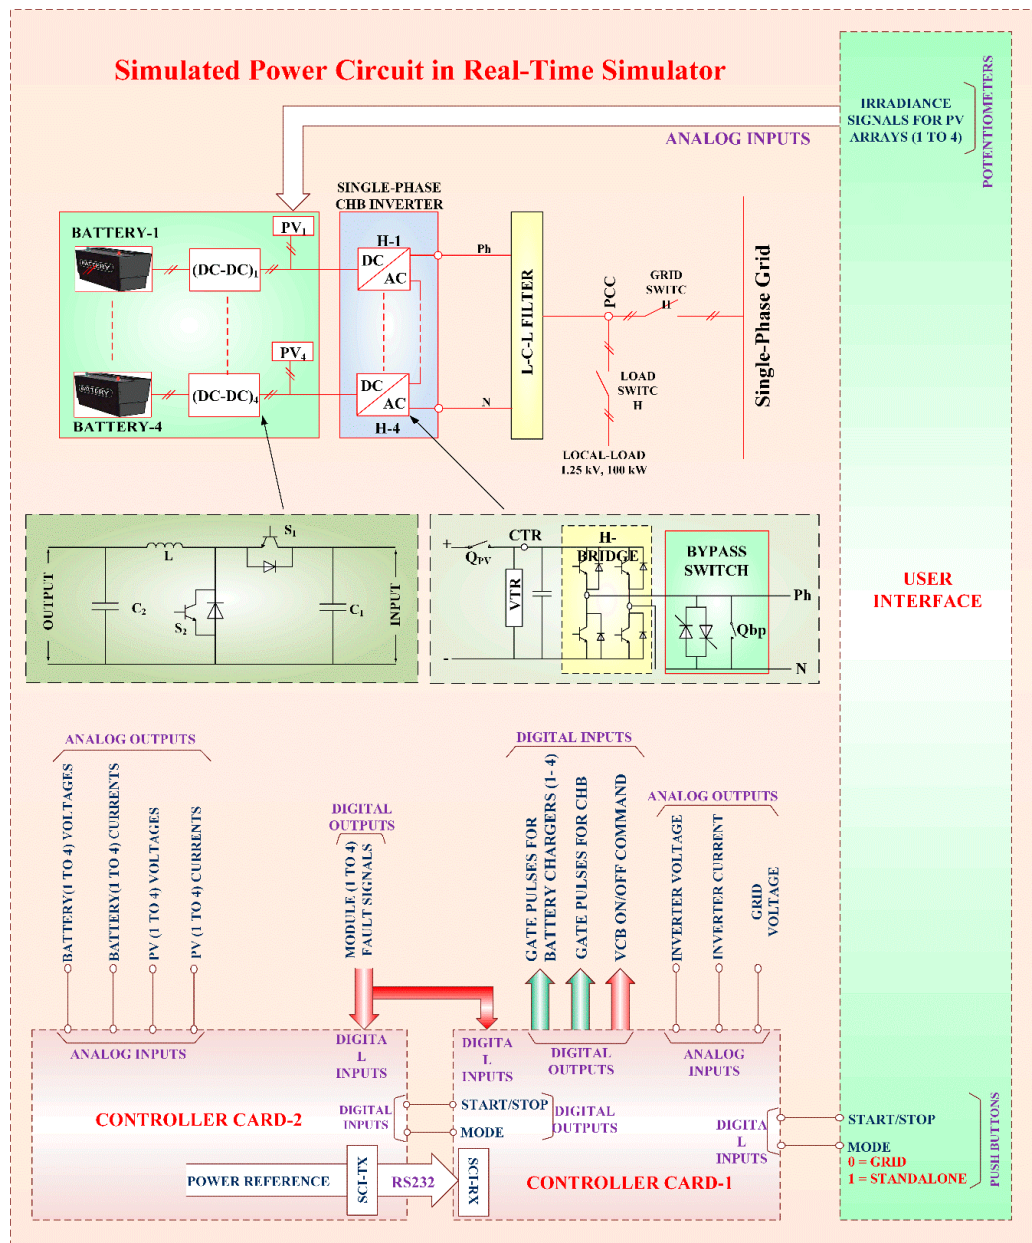 Simulated Power Circuit in Real-Time Simulator
IRRADIANCE
SIGNALS FOR PV
ARRAYS (1 TO 4)
POTENTIOMETERS
ANALOG INPUTS
SINGLE-PHASE
CHB INVERTER
BATTERY-1
BATTERY
(DC-DC)1
PV1
H-1
DC
AC
Ph
L-C-L FILTER
PCC
GRID
SWITC
H
Single-Phase Grid
PV4
BATTERY
(DC-DC)4
BATTERY-4
DC
AC
H-4
N
LOAD
SWITC
H
LOCAL-LOAD
1.25 kV, 100 kW
OUTPUT
C2
L
S2
S1
C1
INPUT
+
QPV
CTR
VTR
-
H-
BRIDGE
BYPASS
SWITCH
Qbp
Ph
N
USER
INTERFACE
ANALOG OUTPUTS
BATTERY(1 TO 4) VOLTAGES
BATTERY(1 TO 4) CURRENTS
PV (1 TO 4) VOLTAGES
PV (1 TO 4) CURRENTS
DIGITAL
OUTPUTS
MODULE (1 TO 4)
FAULT SIGNALS
DIGITAL INPUTS
GATE PULSES FOR
BATTERY CHARGERS (1- 4)
GATE PULSES FOR CHB
VCB ON/OFF COMMAND
ANALOG OUTPUTS
INVERTER VOLTAGE
INVERTER CURRENT
GRID
VOLTAGE
ANALOG INPUTS
DIGITA
L
INPUTS
DIGITA
L
INPUTS
DIGITAL
OUTPUTS
ANALOG
INPUTS
CONTROLLER CARD-2
DIGITAL
INPUTS
START/STOP
MODE
DIGITAL
OUTPUTS
DIGITA
L
INPUTS
START/STOP
MODE
0 = GRID
1 = STANDALONE
PUSH BUTTONS
POWER REFERENCE
SCI-TX
RS232
SCI-RX
CONTROLLER CARD-1